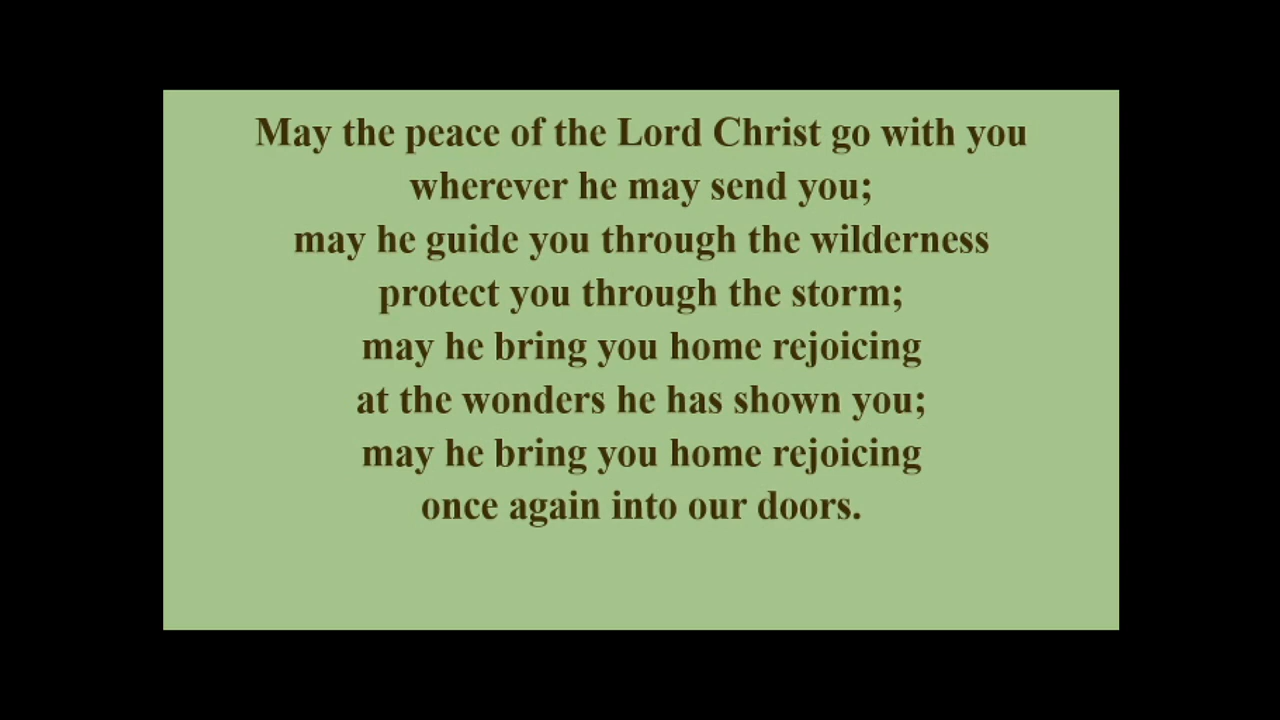 May the peace of the Lord Christ go with you
wherever he may send you;
may he guide you through the wilderness
protect you through the storm;
may he bring you home rejoicing
at the wonders he has shown you;
may he bring you home rejoicing
once again into our doors.